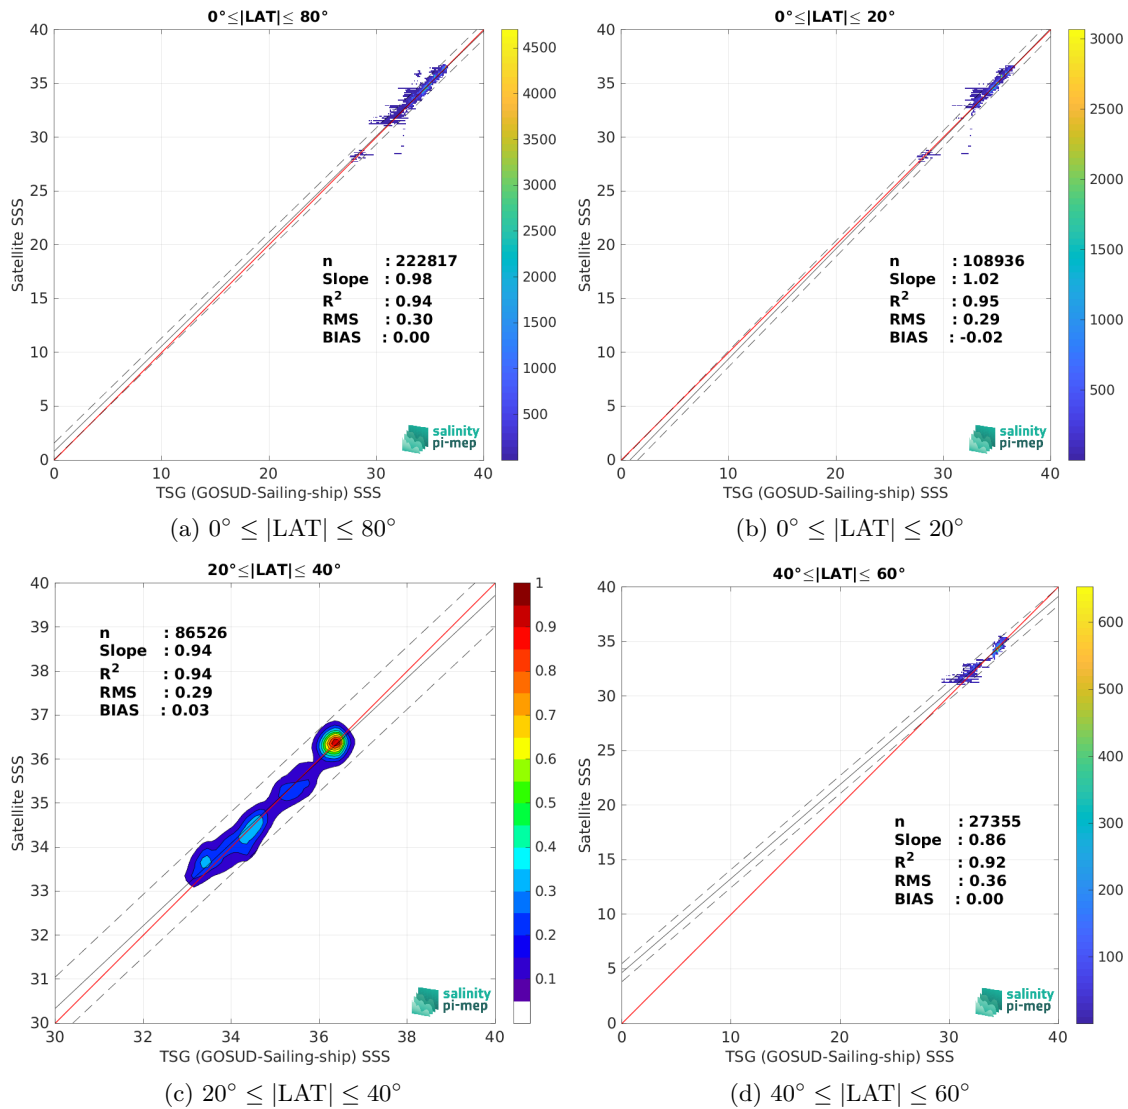 0°≤|LAT|≤ 80°
40
35
30
25
20
15
10
5
0
Satellite SSS
0
10
20
30
40
TSG (GOSUD-Sailing-ship) SSS
n : 222817
Slope : 0.98
R² : 0.94
RMS : 0.30
BIAS : 0.00
salinity
pi-mep
4500
4000
3500
3000
2500
2000
1500
1000
500
(a) 0° ≤ |LAT| ≤ 80°
0°≤|LAT|≤ 20°
40
35
30
25
20
15
10
5
0
Satellite SSS
0
10
20
30
40
TSG (GOSUD-Sailing-ship) SSS
n : 108936
Slope : 1.02
R² : 0.95
RMS : 0.29
BIAS : -0.02
salinity
pi-mep
3000
2500
2000
1500
1000
500
(b) 0° ≤ |LAT| ≤ 20°
20°≤|LAT|≤ 40°
40
39
38
37
36
35
34
33
32
31
30
Satellite SSS
30
32
34
36
38
40
TSG (GOSUD-Sailing-ship) SSS
n : 86526
Slope : 0.94
R² : 0.94
RMS : 0.29
BIAS : 0.03
salinity
pi-mep
1
0.9
0.8
0.7
0.6
0.5
0.4
0.3
0.2
0.1
(c) 20° ≤ |LAT| ≤ 40°
40°≤|LAT|≤ 60°
40
35
30
25
20
15
10
5
0
Satellite SSS
0
10
20
30
40
TSG (GOSUD-Sailing-ship) SSS
n : 27355
Slope : 0.86
R² : 0.92
RMS : 0.36
BIAS : 0.00
salinity
pi-mep
600
500
400
300
200
100
(d) 40° ≤ |LAT| ≤ 60°